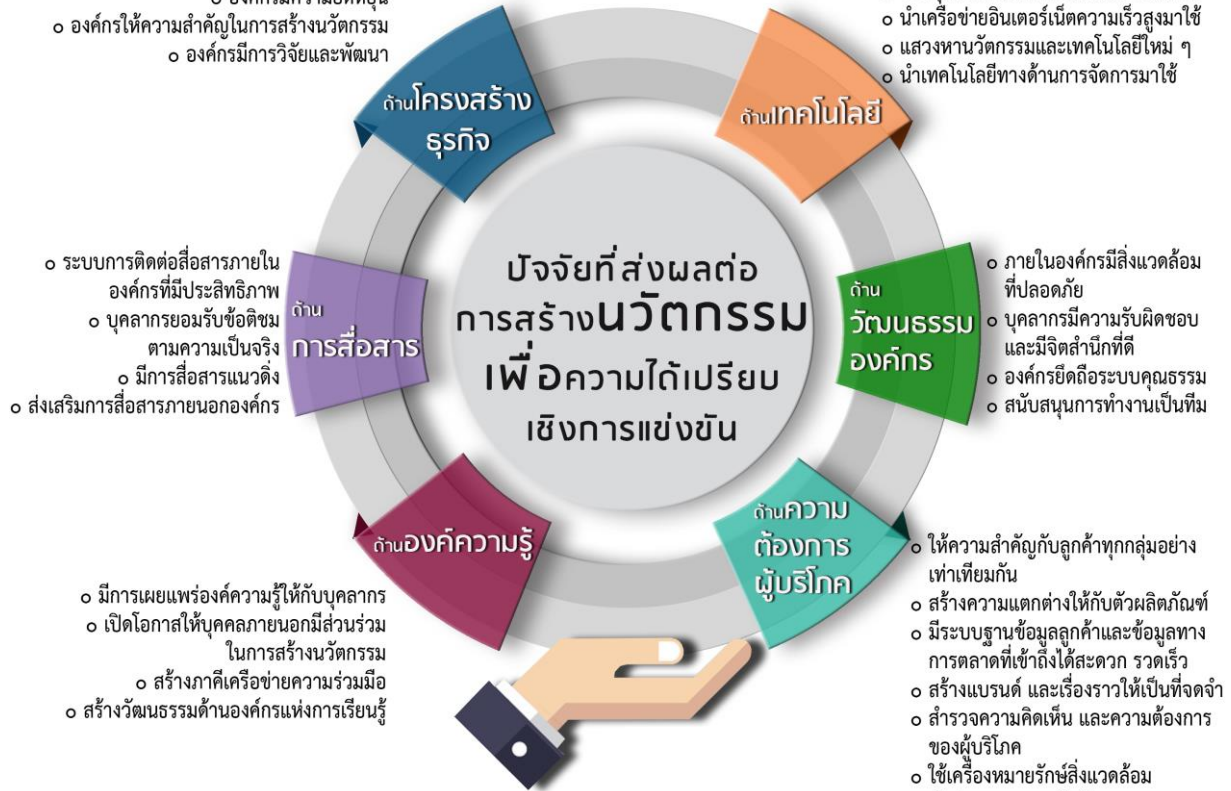 องค์กรมีความยืดหยุ่น
o องค์กรให้ความสำคัญในการสร้างนวัตกรรม
o องค์กรมีการวิจัยและพัฒนา
ด้านโครงสร้าง
ธุรกิจ
o นำเครือข่ายอินเตอร์เน็ตความเร็วสูงมาใช้
o แสวงหานวัตกรรมและเทคโนโลยีใหม่ ๆ
o นำเทคโนโลยีทางด้านการจัดการมาใช้
ด้านเทคโนโลยี
ปัจจัยที่ส่งผลต่อ
การสร้างนวัตกรรม
เพื่อความได้เปรียบ
เชิงการแข่งขัน
o ระบบการติดต่อสื่อสารภายใน
องค์กรที่มีประสิทธิภาพ
o บุคลากรยอมรับข้อติชม
ตามความเป็นจริง
o มีการสื่อสารแนวดิ่ง
o ส่งเสริมการสื่อสารภายนอกองค์กร
ด้าน
การสื่อสาร
ด้าน
วัฒนธรรม
องค์กร
o ภายในองค์กรมีสิ่งแวดล้อม
ที่ปลอดภัย
o บุคลากรมีความรับผิดชอบ
และมีจิตสำนึกที่ดี
o องค์กรยึดถือระบบคุณธรรม
o สนับสนุนการทำงานเป็นทีม
ด้านองค์ความรู้
o มีการเผยแพร่องค์ความรู้ให้กับบุคลากร
o เปิดโอกาสให้บุคคลภายนอกมีส่วนร่วม
ในการสร้างนวัตกรรม
o สร้างภาคีเครือข่ายความร่วมมือ
o สร้างวัฒนธรรมด้านองค์กรแห่งการเรียนรู้
ด้านความ
ต้องการ
ผู้บริโภค
o ให้ความสำคัญกับลูกค้าทุกกลุ่มอย่าง
เท่าเทียมกัน
o สร้างความแตกต่างให้กับตัวผลิตภัณฑ์
o มีระบบฐานข้อมูลลูกค้าและข้อมูลทาง
การตลาดที่เข้าถึงได้สะดวก รวดเร็ว
o สร้างแบรนด์ และเรื่องราวให้เป็นที่จดจำ
o สำรวจความคิดเห็น และความต้องการ
ของผู้บริโภค
o ใช้เครื่องหมายรักษ์สิ่งแวดล้อม